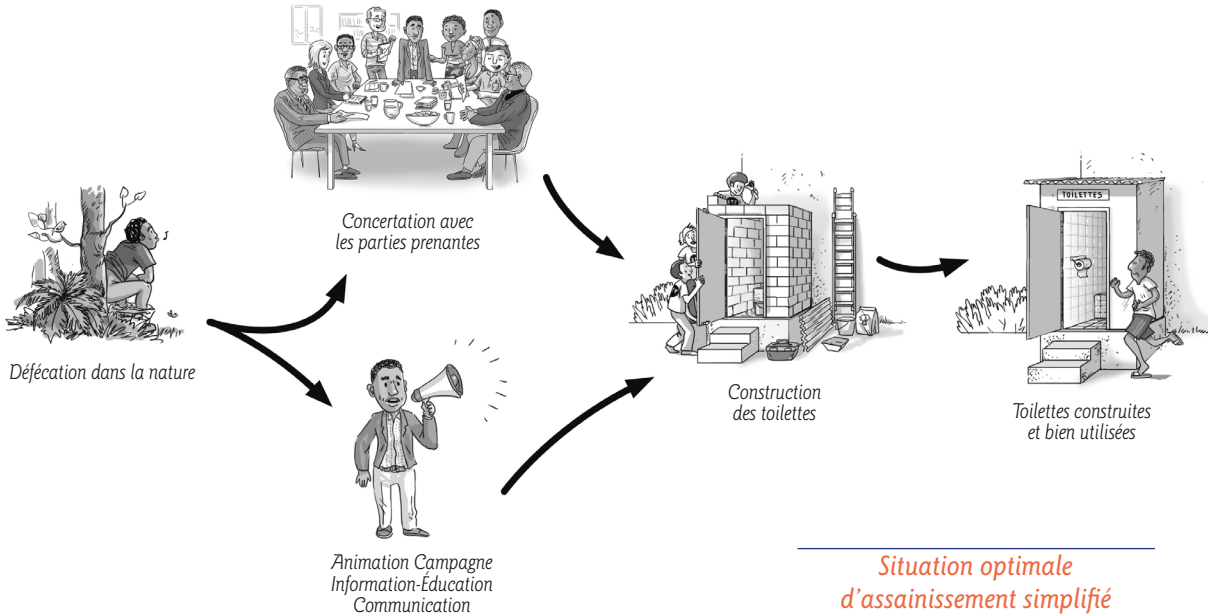 Concertation avec
les parties prenantes
Défécation dans la nature
Animation Campagne
Information-Éducation
Communication
Construction
des toilettes
TOILETTES
Toilettes construites
et bien utilisées
Situation optimale
d'assainissement simplifié